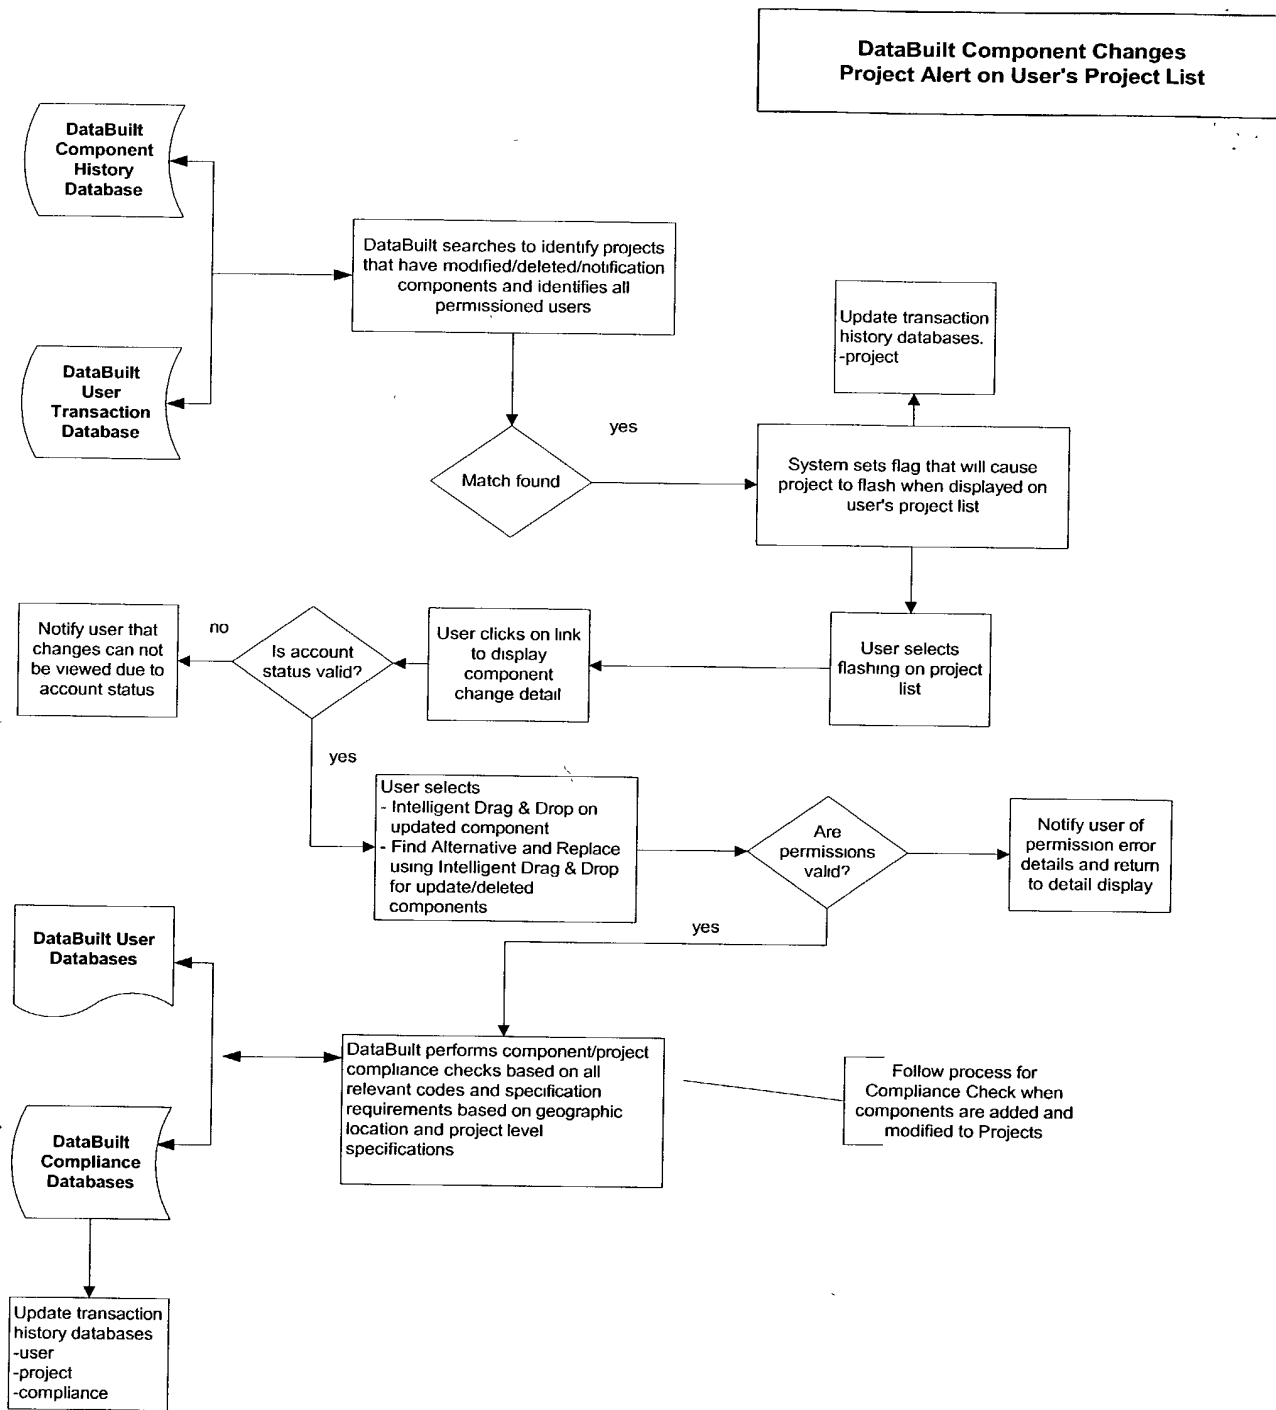 DataBuilt Component Changes
Project Alert on User's Project List
DataBuilt
Component
History
Database
DataBuilt searches to identify projects
that have modified/deleted/notification
components and identifies all
permissioned users
Update transaction
history databases.
-project
DataBuilt
User
Transaction
Database
yes
Match found
System sets flag that will cause
project to flash when displayed on
user's project list
Notify user that
changes can not
be viewed due to
account status
no
Is account
status valid?
User clicks on link
to display
component
change detail
User selects
flashing on project
list
yes
User selects
- Intelligent Drag & Drop on
updated component
- Find Alternative and Replace
using Intelligent Drag & Drop
for update/deleted
components
Are
permissions
valid?
Notify user of
permission error
details and return
to detail display
yes
DataBuilt User
Databases
DataBuilt performs component/project
compliance checks based on all
relevant codes and specification
requirements based on geographic
location and project level
specifications
Follow process for
Compliance Check when
components are added and
modified to Projects
DataBuilt
Compliance
Databases
Update transaction
history databases
-user
-project
-compliance